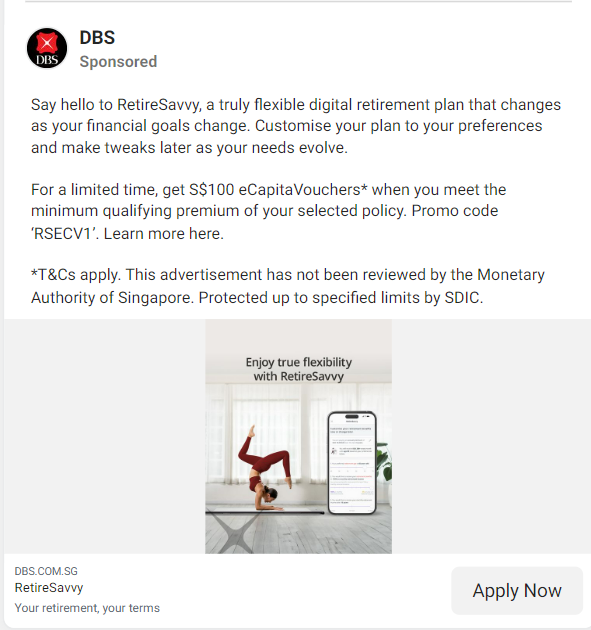 DBS
DBS
Sponsored
Say hello to RetireSavvy, a truly flexible digital retirement plan that changes
as your financial goals change. Customise your plan to your preferences
and make tweaks later as your needs evolve.
For a limited time, get S$100 eCapitaVouchers* when you meet the
minimum qualifying premium of your selected policy. Promo code
‘RSECV1’. Learn more here.
*T&Cs apply. This advertisement has not been reviewed by the Monetary
Authority of Singapore. Protected up to specified limits by SDIC.
Enjoy true flexibility
with RetireSavvy
DBS.COM.SG
RetireSavvy
Your retirement, your terms
Apply Now